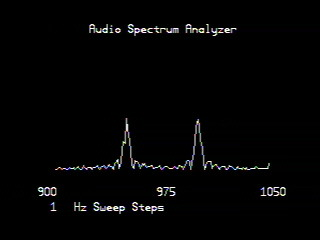 Audio Spectrum Analyzer
900 975 1050
1 Hz Sweep Steps